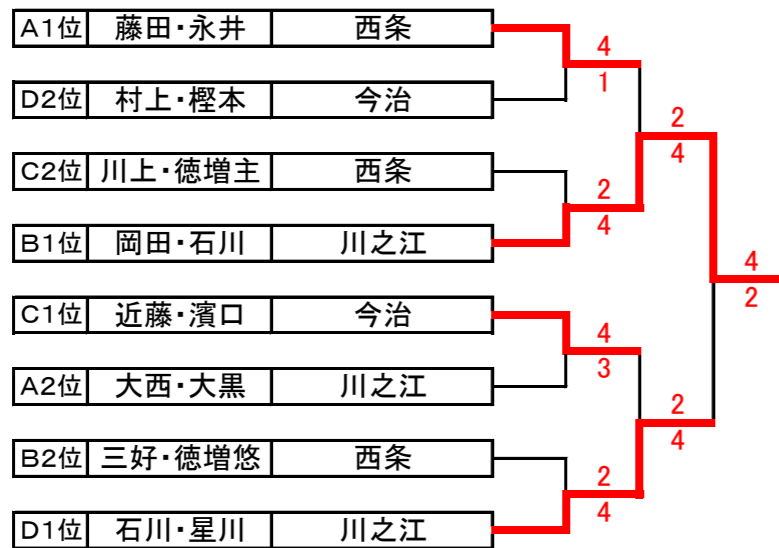 A1位 藤田・永井 西条
4
1
D2位 村上・樫本 今治
2
4
C2位 川上・徳増主 西条
2
4
B1位 岡田・石川 川之江
4
2
C1位 近藤・濱口 今治
4
3
A2位 大西・大黒 川之江
2
4
B2位 三好・徳増悠 西条
2
4
D1位 石川・星川 川之江